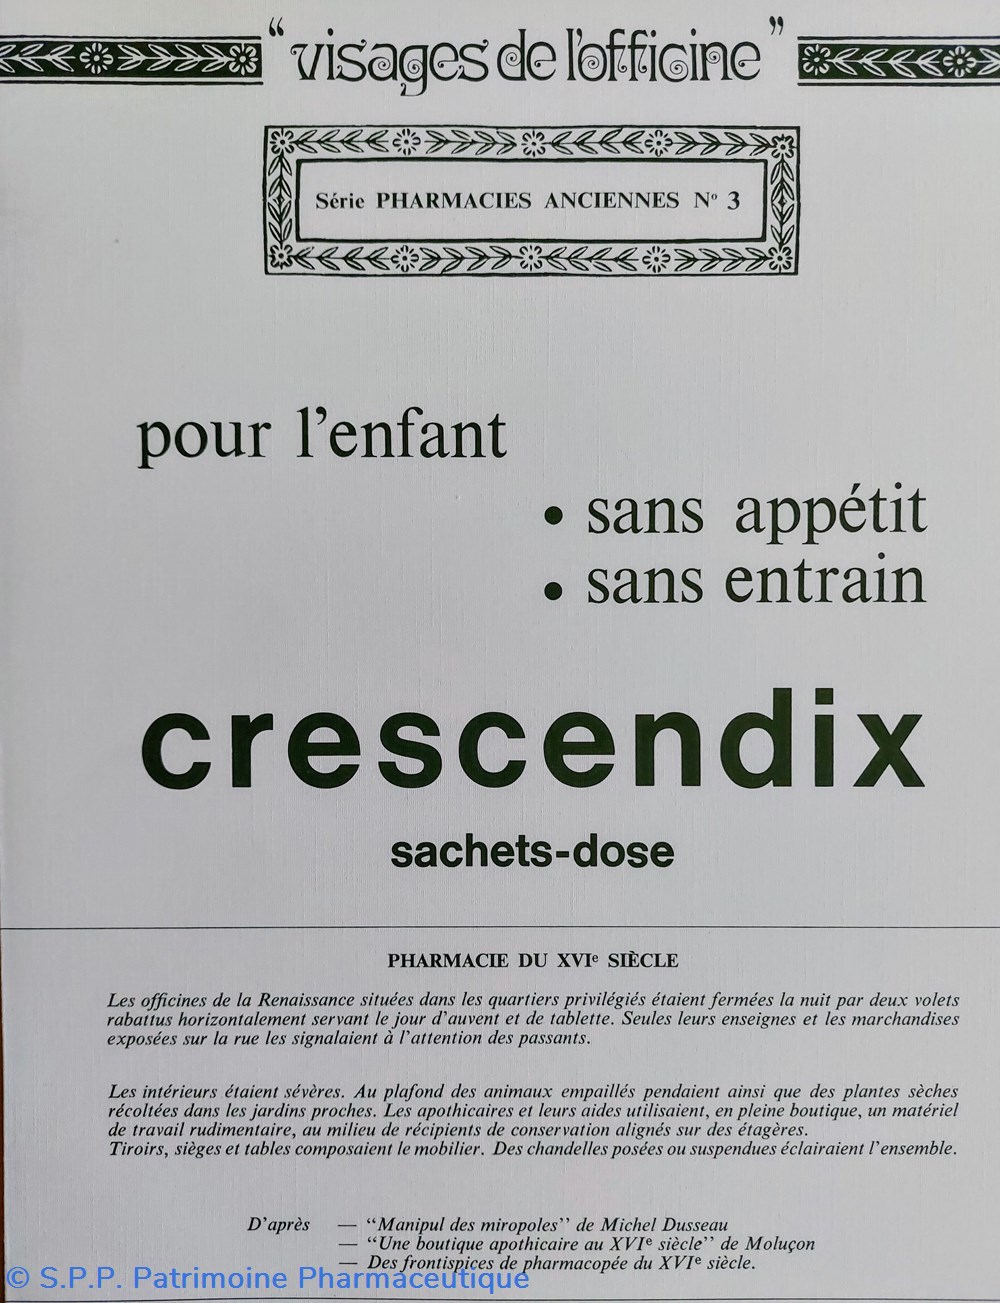 “visages de l'officine”
Série PHARMACIES ANCIENNES Nº 3
pour l’enfant
• sans appétit
• sans entrain
crescendix
sachets-dose
PHARMACIE DU XVIe SIÈCLE
Les officines de la Renaissance situées dans les quartiers privilégiés étaient fermées la nuit par deux volets
rabattus horizontalement servant le jour d’auvent et de tablette. Seules leurs enseignes et les marchandises
exposées sur la rue les signalaient à l’attention des passants.
Les intérieurs étaient sévères. Au plafond des animaux empaillés pendaient ainsi que des plantes sèches
récoltées dans les jardins proches. Les apothicaires et leurs aides utilisaient, en pleine boutique, un matériel
de travail rudimentaire, au milieu de récipients de conservation alignés sur des étagères.
Tiroirs, sièges et tables composaient le mobilier. Des chandelles posées ou suspendues éclairaient l’ensemble.
D’après — “Manipul des miropoles” de Michel Dusseau
— “Une boutique apothicaire au XVIe siècle” de Moluçon
— Des frontispices de pharmacopée du XVIe siècle.
© S.P.P. Patrimoine Pharmaceutique